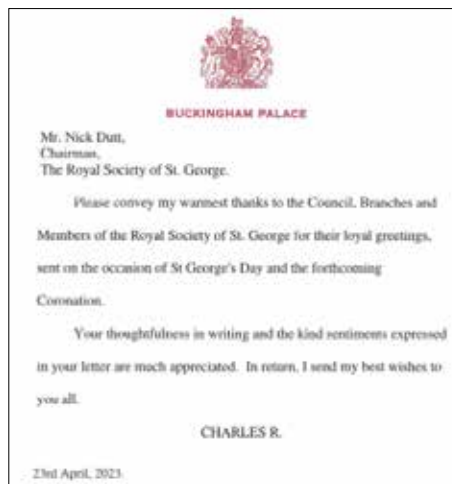 BUCKINGHAM PALACE
Mr. Nick Dutt,
Chairman,
The Royal Society of St. George.
Please convey my warmest thanks to the Council, Branches and
Members of the Royal Society of St. George for their loyal greetings,
sent on the occasion of St George's Day and the forthcoming
Coronation.
Your thoughtfulness in writing and the kind sentiments expressed
in your letter are much appreciated. In return, I send my best wishes to
you all.
CHARLES R.
23rd April, 2023.